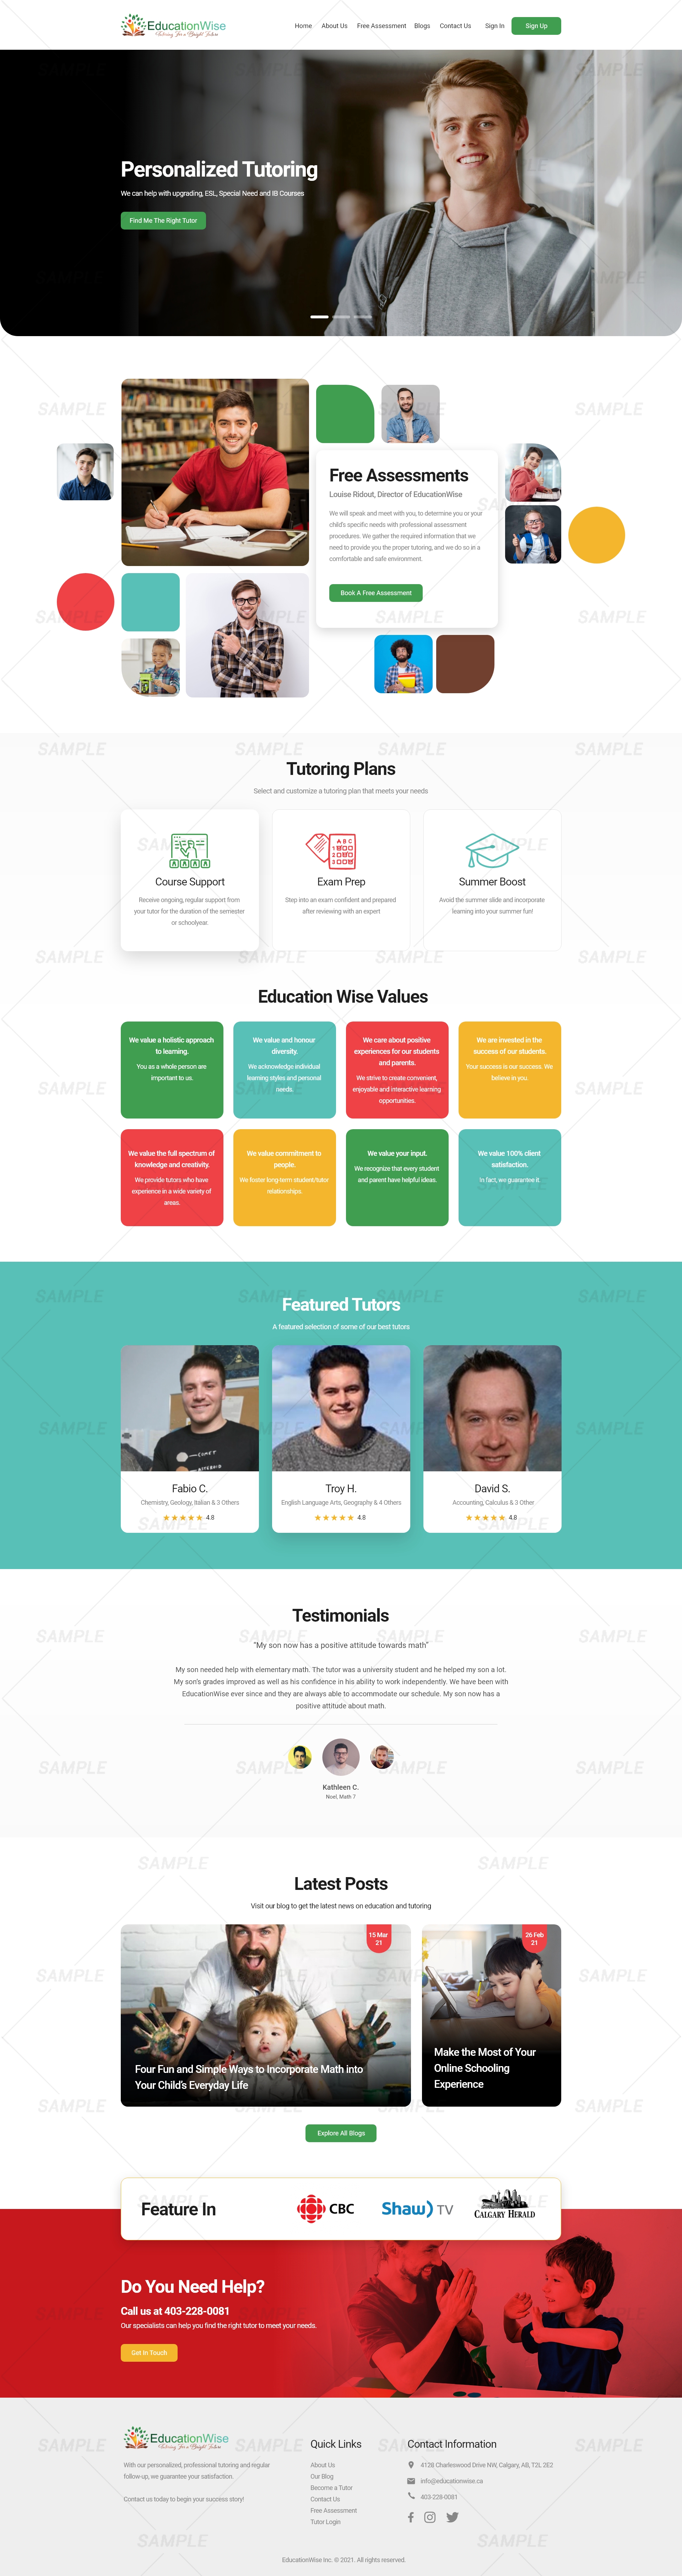 EducationWise
Tutoring For a Bright Future
Home About Us Free Assessment Blogs Contact Us Sign In Sign Up
Personalized Tutoring
We can help with upgrading, ESL, Special Need and IB Courses
Find Me The Right Tutor
Free Assessments
Louise Ridout, Director of EducationWise
We will speak and meet with you, to determine you or your
child's specific needs with professional assessment
procedures. We gather the required information that we
need to provide you the proper tutoring, and we do so in a
comfortable and safe environment.
Book A Free Assessment
Tutoring Plans
Select and customize a tutoring plan that meets your needs
Course Support
Receive ongoing, regular support from
your tutor for the duration of the semester
or schoolyear.
Exam Prep
Step into an exam confident and prepared
after reviewing with an expert
Summer Boost
Avoid the summer slide and incorporate
learning into your summer fun!
Education Wise Values
We value a holistic approach
to learning.
You as a whole person are
important to us.
We value and honour
diversity.
We acknowledge individual
learning styles and personal
needs.
We care about positive
experiences for our students
and parents.
We strive to create convenient,
enjoyable and interactive learning
opportunities.
We are invested in the
success of our students.
Your success is our success. We
believe in you.
We value the full spectrum of
knowledge and creativity.
We provide tutors who have
experience in a wide variety of
areas.
We value commitment to
people.
We foster long-term student/tutor
relationships.
We value your input.
We recognize that every student
and parent have helpful ideas.
We value 100% client
satisfaction.
In fact, we guarantee it
Featured Tutors
A featured selection of some of our best tutors
Fabio C.
Chemistry, Geology, Italian & 3 Others
4.8
Troy H.
English Language Arts, Geography & 4 Others
4.8
David S.
Accounting, Calculus & 3 Other
4.8
Testimonials
"My son now has a positive attitude towards math"
My son needed help with elementary math. The tutor was a university student and he helped my son a lot.
My son's grades improved as well as his confidence in his ability to work independently. We have been with
EducationWise ever since and they are always able to accommodate our schedule. My son now has a
positive attitude about math.
Kathleen C.
Noel, Math 7
Latest Posts
Visit our blog to get the latest news on education and tutoring
15 Mar
21
Four Fun and Simple Ways to Incorporate Math into
Your Child's Everyday Life
26 Feb
21
Make the Most of Your
Online Schooling
Experience
Explore All Blogs
Feature In
CBC
Shaw) TV
CALGARY HERALD
Do You Need Help?
Call us at 403-228-0081
Our specialists can help you find the right tutor to meet your needs.
Get In Touch
EducationWise
Tutoring For a Bright Future
With our personalized, professional tutoring and regular
follow-up, we guarantee your satisfaction.
Contact us today to begin your success story!
Quick Links
About Us
Our Blog
Become a Tutor
Contact Us
Free Assessment
Tutor Login
Contact Information
4128 Charleswood Drive NW, Calgary, AB, T2L 2E2
info@educationwise.ca
403-228-0081
EducationWise Inc. © 2021. All rights reserved.